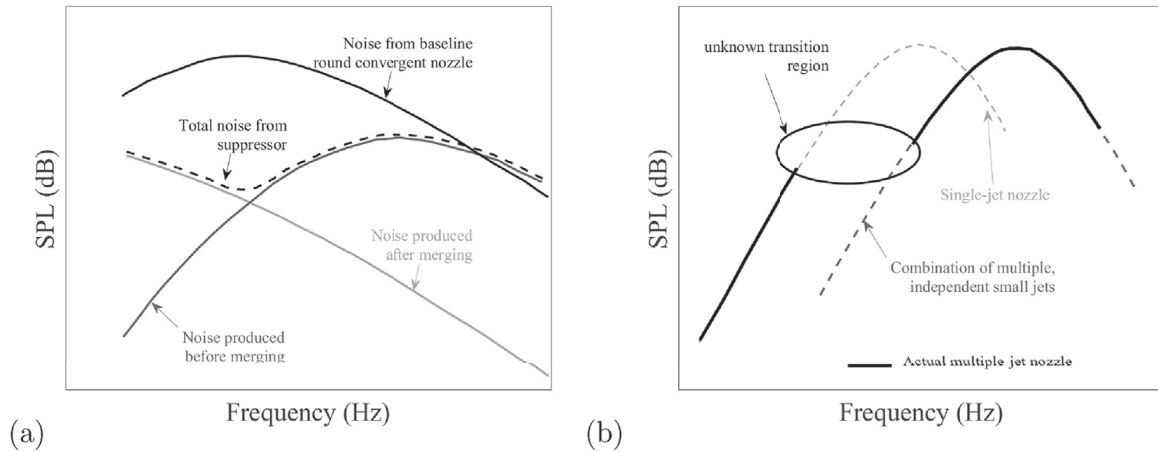 Noise from baseline
round convergent nozzle
Total noise from
suppressor
Noise produced
after merging
Noise produced
before merging
SPL (dB)
Frequency (Hz)
(a)
unknown transition
region
Single-jet nozzle
Combination of multiple,
independent small jets
Actual multiple jet nozzle
SPL (dB)
Frequency (Hz)
(b)